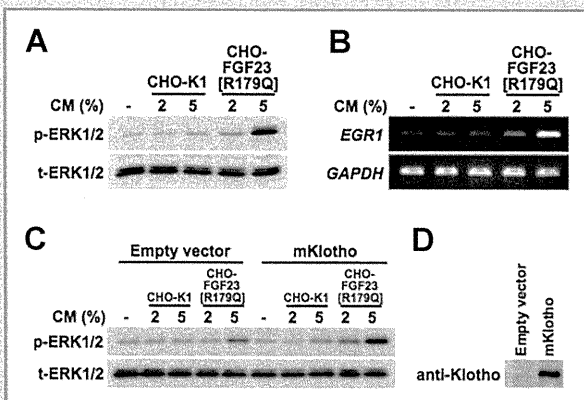 A
CHO-K1
CHO-
FGF23
[R179Q]
CM (%) - 2 5 2 5
p-ERK1/2
t-ERK1/2
B
CHO-K1
CHO-
FGF23
[R179Q]
CM (%) - 2 5 2 5
EGR1
GAPDH
C
Empty vector mKlotho
CHO-K1
CHO-
FGF23
[R179Q]
CHO-K1
CHO-
FGF23
[R179Q]
CM (%) - 2 5 2 5 - 2 5 2 5
p-ERK1/2
t-ERK1/2
D
Empty vector
mKlotho
anti-Klotho